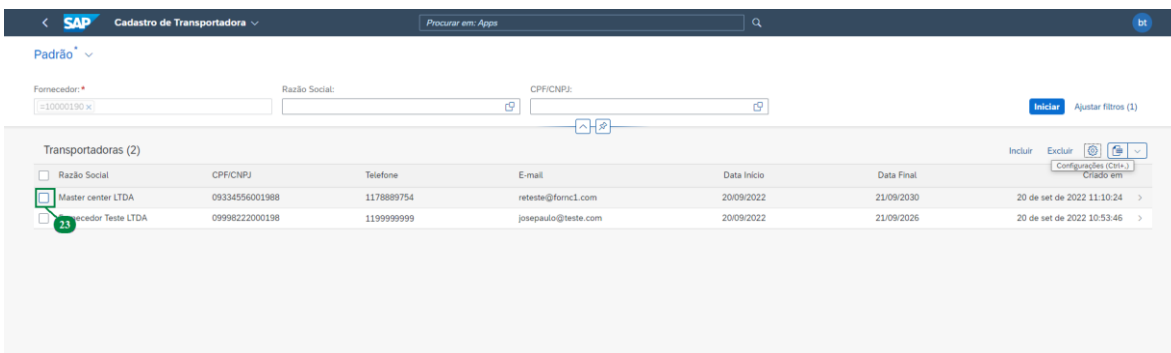 SAP Cadastro de Transportadora Procurar em: Apps bt
Padrão*
Fornecedor:* Razão Social: CPF/CNPJ:
=10000190 x Iniciar Ajustar filtros (1)
Transportadoras (2) Incluir Excluir
Configurações (Ctrl+,)
Razão Social CPF/CNPJ Telefone E-mail Data Início Data Final Criado em
Master center LTDA 09334556001988 1178889754 reteste@fornc1.com 20/09/2022 21/09/2030 20 de set de 2022 11:10:24
23 ecedor Teste LTDA 09998222000198 1199999999 josepaulo@teste.com 20/09/2022 21/09/2026 20 de set de 2022 10:53:46